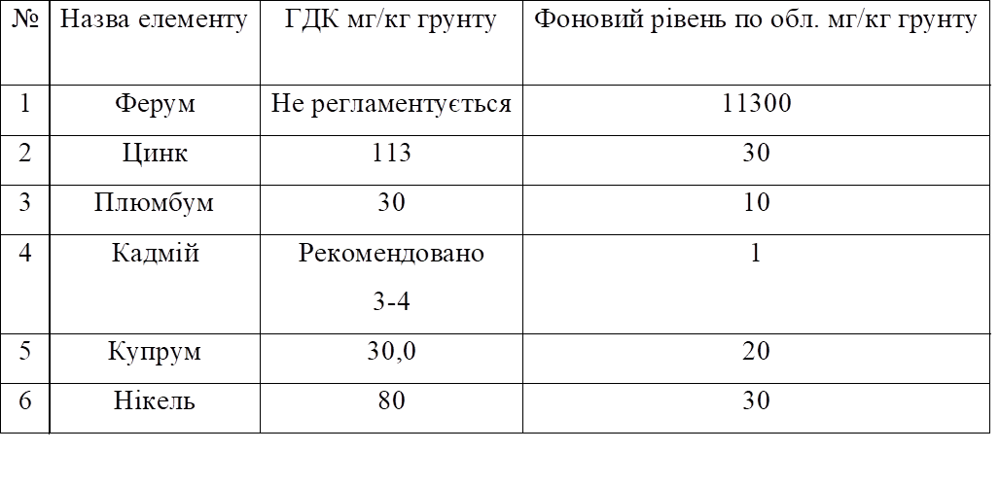 № Назва елементу ГДК мг/кг грунту Фоновий рівень по обл. мг/кг грунту
1 Ферум Не регламентується 11300
2 Цинк 113 30
3 Плюмбум 30 10
4 Кадмій Рекомендовано 1
3-4
5 Купрум 30,0 20
6 Нікель 80 30